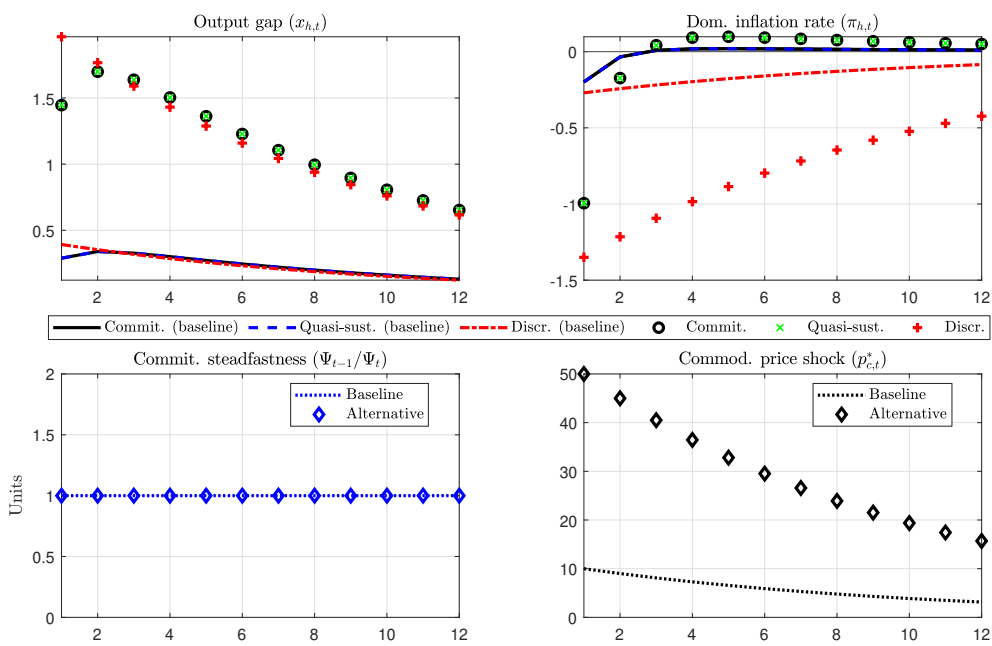 Output gap (x_{h,t})
Dom. inflation rate (π_{h,t})
1.5
1
0.5
2 4 6 8 10 12
0
-0.5
-1
-1.5
2 4 6 8 10 12
Commit. (baseline) Quasi-sust. (baseline) Discr. (baseline) Commit. Quasi-sust. Discr.
Commit. steadfastness (Ψ_{t−1}/Ψ_t)
Commod. price shock (p*_{c,t})
Units
2
1.5
1
0.5
0
Baseline
Alternative
2 4 6 8 10 12
50
40
30
20
10
0
Baseline
Alternative
2 4 6 8 10 12